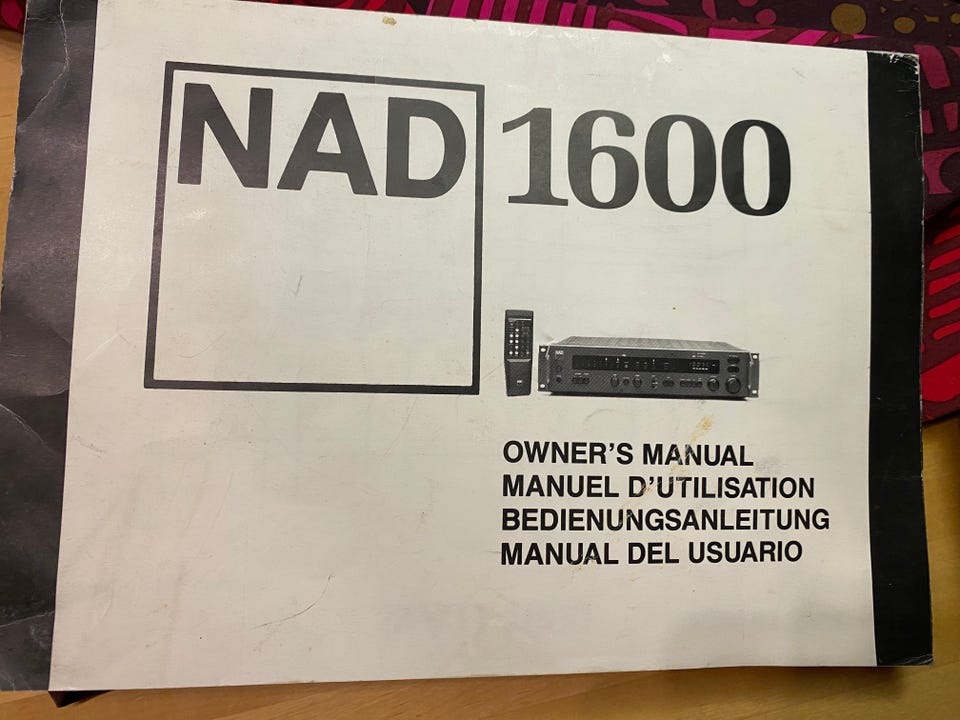 NAD 1600
OWNER'S MANUAL
MANUEL D'UTILISATION
BEDIENUNGSANLEITUNG
MANUAL DEL USUARIO